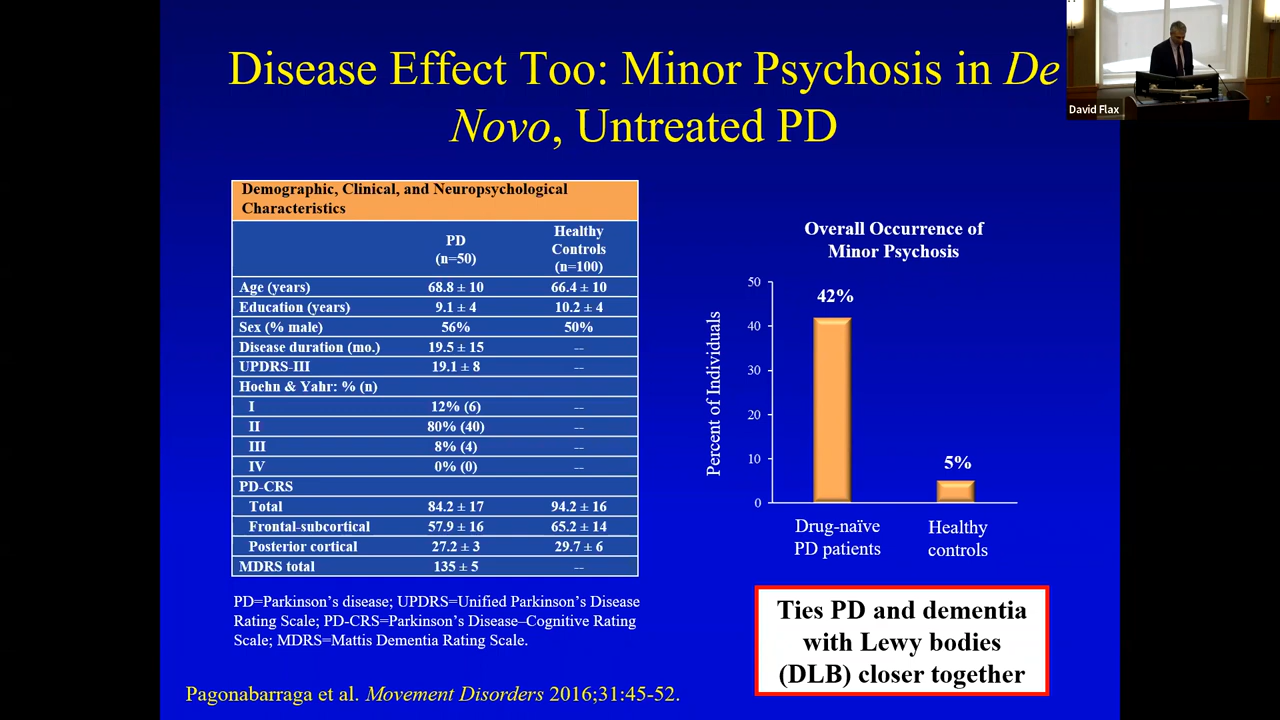 Disease Effect Too: Minor Psychosis in De
Novo, Untreated PD
David Flax
Demographic, Clinical, and Neuropsychological
Characteristics
PD
(n=50)
Healthy
Controls
(n=100)
Age (years) 68.8 ± 10 66.4 ± 10
Education (years) 9.1 ± 4 10.2 ± 4
Sex (% male) 56% 50%
Disease duration (mo.) 19.5 ± 15 --
UPDRS-III 19.1 ± 8 --
Hoehn & Yahr: % (n)
I 12% (6) --
II 80% (40) --
III 8% (4) --
IV 0% (0) --
PD-CRS
Total 84.2 ± 17 94.2 ± 16
Frontal-subcortical 57.9 ± 16 65.2 ± 14
Posterior cortical 27.2 ± 3 29.7 ± 6
MDRS total 135 ± 5 --
PD=Parkinson’s disease; UPDRS=Unified Parkinson’s Disease
Rating Scale; PD-CRS=Parkinson’s Disease–Cognitive Rating
Scale; MDRS=Mattis Dementia Rating Scale.
Overall Occurrence of
Minor Psychosis
Percent of Individuals
50
40
30
20
10
0
42%
5%
Drug-naïve
PD patients
Healthy
controls
Ties PD and dementia
with Lewy bodies
(DLB) closer together
Pagonabarraga et al. Movement Disorders 2016;31:45-52.